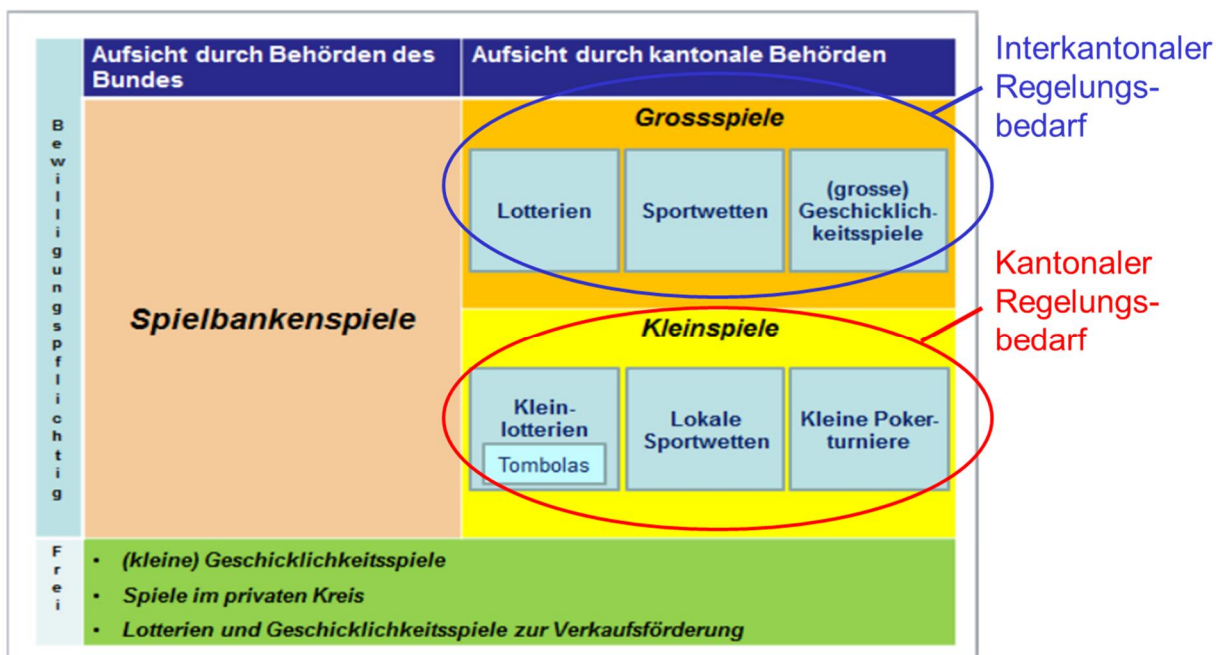 Aufsicht durch Behörden des
Bundes
Aufsicht durch kantonale Behörden
Interkantonaler
Regelungs-
bedarf
Bewilligungspflichtig
Spielbankenspiele
Grossspiele
Lotterien
Sportwetten
(grosse)
Geschicklich-
keitsspiele
Kantonaler
Regelungs-
bedarf
Kleinspiele
Klein-
lotterien
Tombolas
Lokale
Sportwetten
Kleine Poker-
turniere
Frei
• (kleine) Geschicklichkeitsspiele
• Spiele im privaten Kreis
• Lotterien und Geschicklichkeitsspiele zur Verkaufsförderung